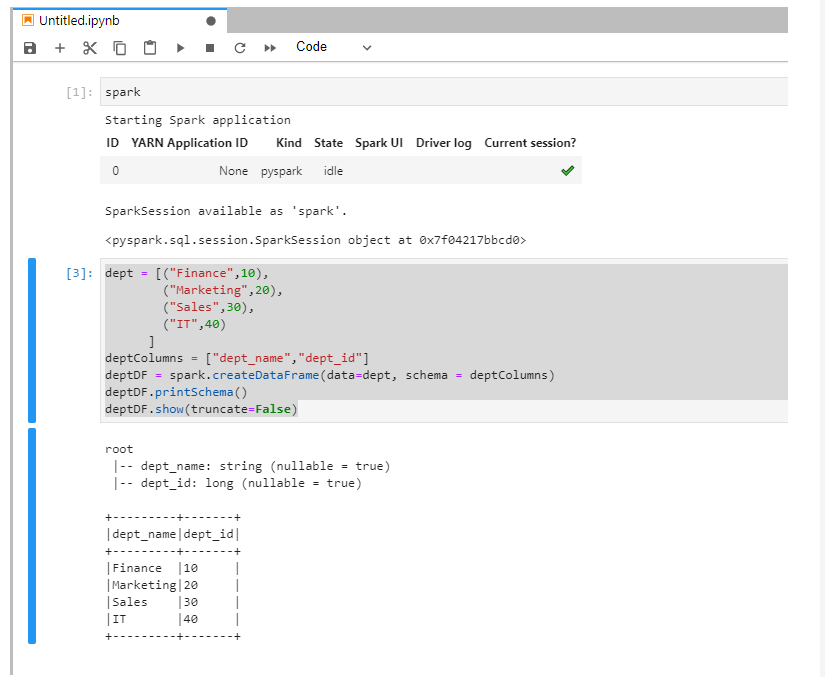 Untitled.ipynb
Code
[1]: spark
Starting Spark application
ID YARN Application ID Kind State Spark UI Driver log Current session?
0 None pyspark idle ✔
SparkSession available as 'spark'.
<pyspark.sql.session.SparkSession object at 0x7f04217bbcd0>
[3]: dept = [("Finance",10),
("Marketing",20),
("Sales",30),
("IT",40)
]
deptColumns = ["dept_name","dept_id"]
deptDF = spark.createDataFrame(data=dept, schema = deptColumns)
deptDF.printSchema()
deptDF.show(truncate=False)
root
|-- dept_name: string (nullable = true)
|-- dept_id: long (nullable = true)
+---------+-------+
|dept_name|dept_id|
+---------+-------+
|Finance  |10     |
|Marketing|20     |
|Sales    |30     |
|IT       |40     |
+---------+-------+